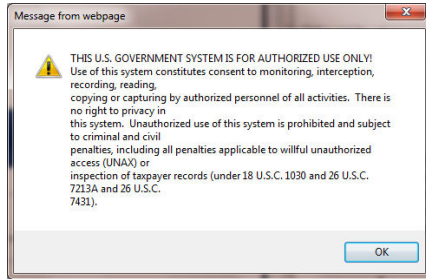 Message from webpage
THIS U.S. GOVERNMENT SYSTEM IS FOR AUTHORIZED USE ONLY!
Use of this system constitutes consent to monitoring, interception,
recording, reading,
copying or capturing by authorized personnel of all activities. There is
no right to privacy in
this system. Unauthorized use of this system is prohibited and subject
to criminal and civil
penalties, including all penalties applicable to willful unauthorized
access (UNAX) or
inspection of taxpayer records (under 18 U.S.C. 1030 and 26 U.S.C.
7213A and 26 U.S.C.
7431).
OK